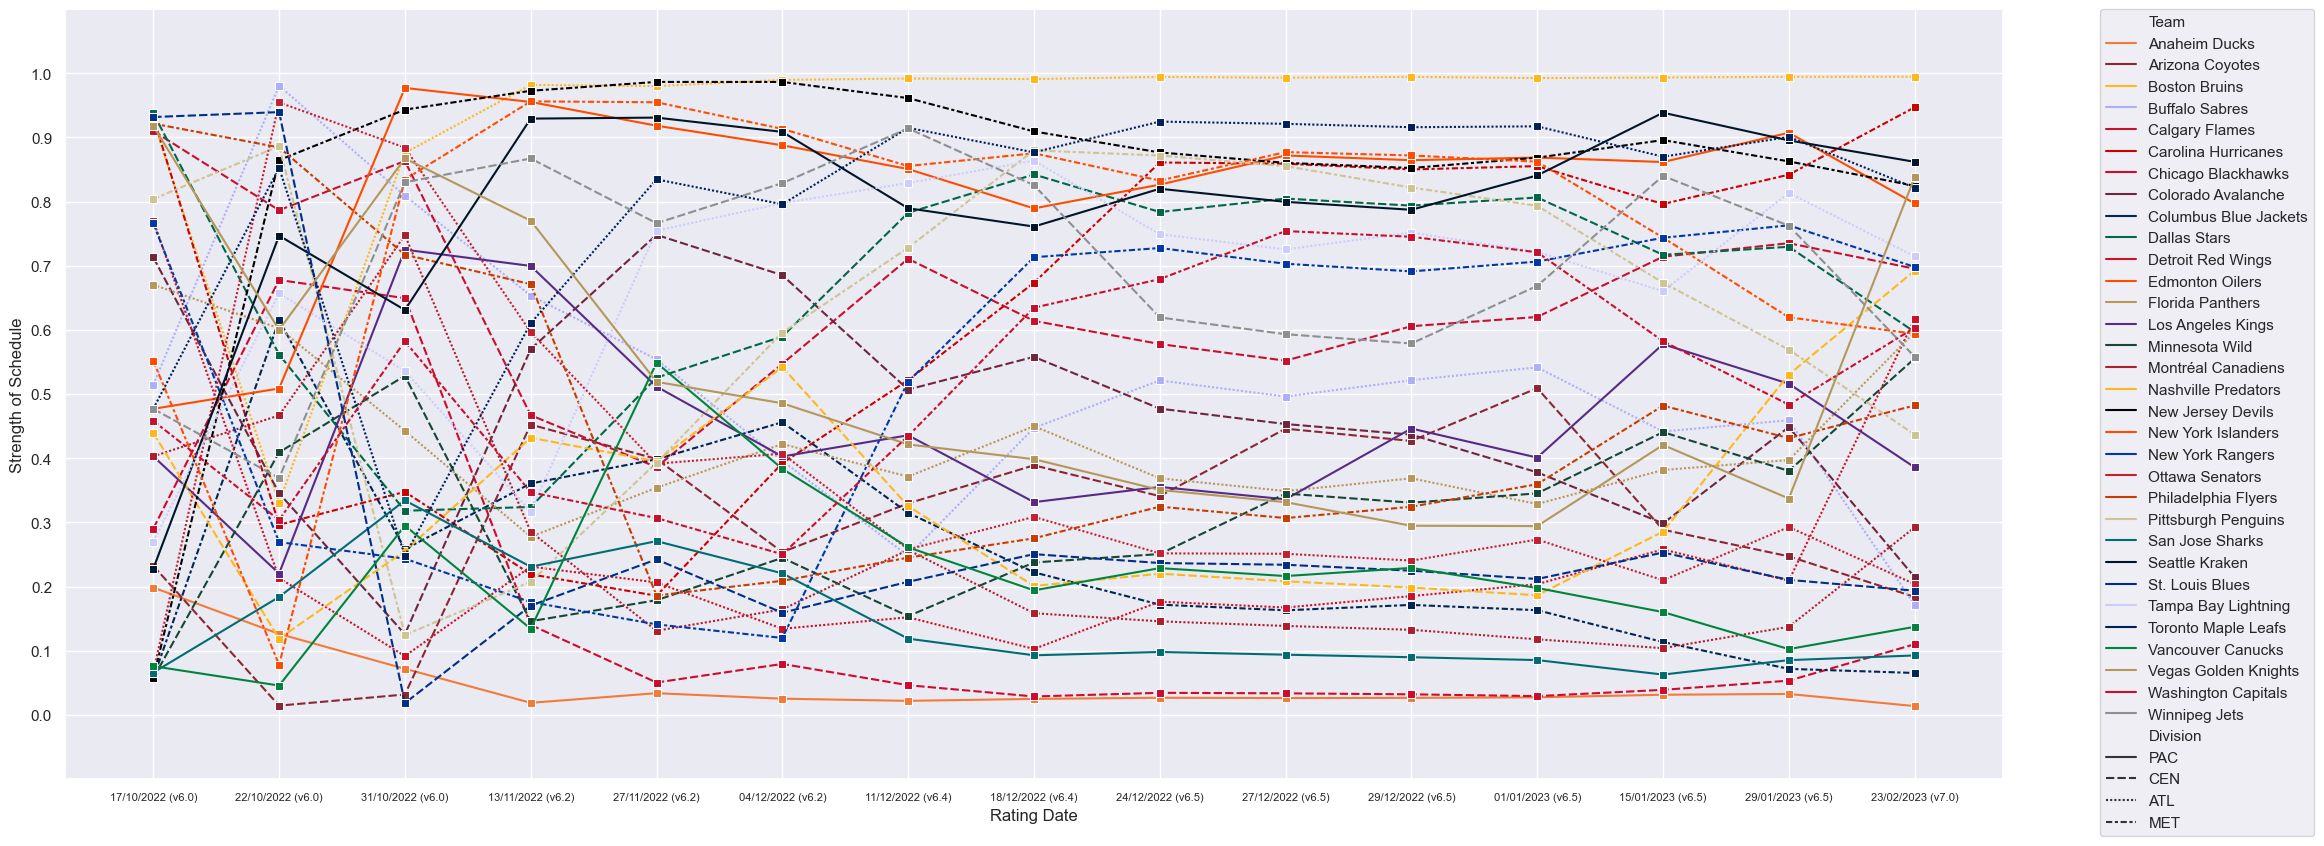 1.0
0.9
0.8
0.7
0.6
0.5
0.4
0.3
0.2
0.1
0.0
Strength of Schedule
17/10/2022 (v6.0)
22/10/2022 (v6.0)
31/10/2022 (v6.0)
13/11/2022 (v6.2)
27/11/2022 (v6.2)
04/12/2022 (v6.2)
11/12/2022 (v6.4)
18/12/2022 (v6.4)
24/12/2022 (v6.5)
27/12/2022 (v6.5)
29/12/2022 (v6.5)
01/01/2023 (v6.5)
15/01/2023 (v6.5)
29/01/2023 (v6.5)
23/02/2023 (v7.0)
Rating Date
Team
Anaheim Ducks
Arizona Coyotes
Boston Bruins
Buffalo Sabres
Calgary Flames
Carolina Hurricanes
Chicago Blackhawks
Colorado Avalanche
Columbus Blue Jackets
Dallas Stars
Detroit Red Wings
Edmonton Oilers
Florida Panthers
Los Angeles Kings
Minnesota Wild
Montréal Canadiens
Nashville Predators
New Jersey Devils
New York Islanders
New York Rangers
Ottawa Senators
Philadelphia Flyers
Pittsburgh Penguins
San Jose Sharks
Seattle Kraken
St. Louis Blues
Tampa Bay Lightning
Toronto Maple Leafs
Vancouver Canucks
Vegas Golden Knights
Washington Capitals
Winnipeg Jets
Division
PAC
CEN
ATL
MET